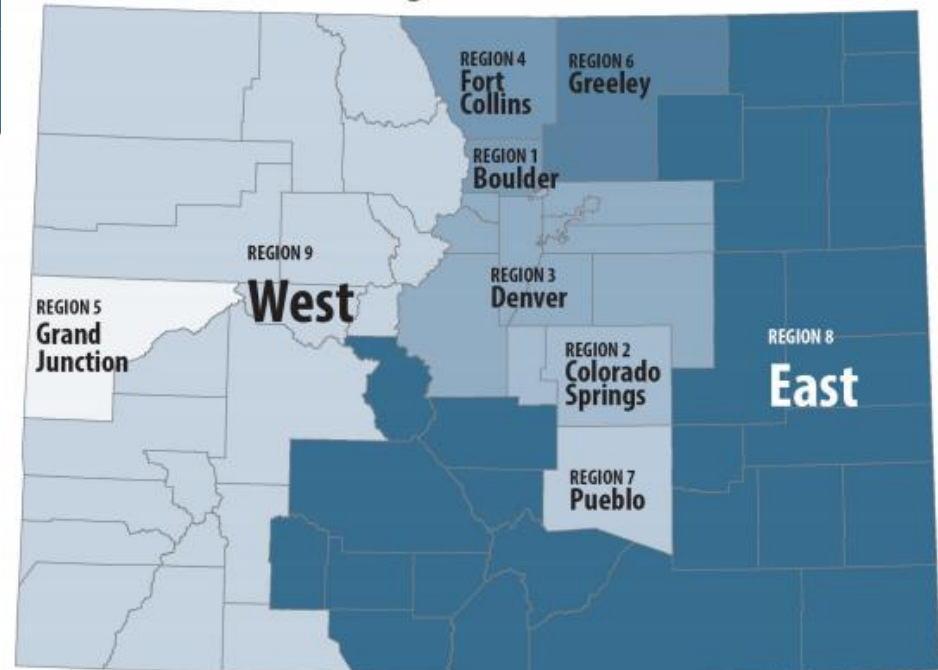 REGION 4
Fort
Collins
REGION 6
Greeley
REGION 1
Boulder
REGION 9
West
REGION 3
Denver
REGION 5
Grand
Junction
REGION 2
Colorado
Springs
REGION 8
East
REGION 7
Pueblo